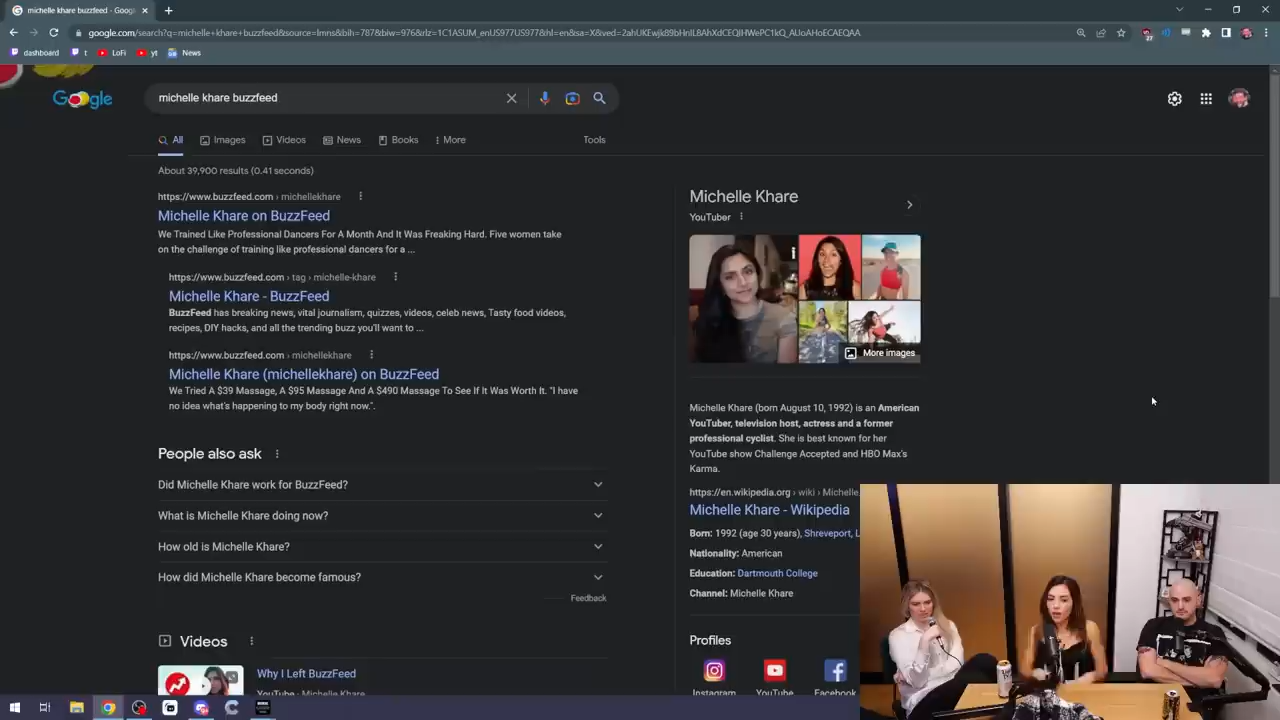 michelle khare buzzfeed - Goog
google.com/search?q=michelle+khare+buzzfeed&source=lmns&bih=787&biw=976&rlz=1C1ASUM_enUS977US977&hl=en&sa=X&ved=2ahUKEwjk89bHnIL8AhXdCEQIHWePC1kQ_AUoAHoECAEQAA
dashboard
t
LoFi
yt
News
Google
michelle khare buzzfeed
All
Images
Videos
News
Books
More
Tools
About 39,900 results (0.41 seconds)
https://www.buzzfeed.com › michellekhare
Michelle Khare on BuzzFeed
We Trained Like Professional Dancers For A Month And It Was Freaking Hard. Five women take
on the challenge of training like professional dancers for a ...
https://www.buzzfeed.com › tag › michelle-khare
Michelle Khare - BuzzFeed
BuzzFeed has breaking news, vital journalism, quizzes, videos, celeb news, Tasty food videos,
recipes, DIY hacks, and all the trending buzz you'll want to ...
https://www.buzzfeed.com › michellekhare
Michelle Khare (michellekhare) on BuzzFeed
We Tried A $39 Massage, A $95 Massage And A $490 Massage To See If It Was Worth It. "I have
no idea what's happening to my body right now.".
People also ask
Did Michelle Khare work for BuzzFeed?
What is Michelle Khare doing now?
How old is Michelle Khare?
How did Michelle Khare become famous?
Feedback
Videos
Why I Left BuzzFeed
YouTube · Michelle Khare
Michelle Khare
YouTuber
More images
Michelle Khare (born August 10, 1992) is an American
YouTuber, television host, actress and a former
professional cyclist. She is best known for her
YouTube show Challenge Accepted and HBO Max's
Karma.
https://en.wikipedia.org › wiki › Michelle_
Michelle Khare - Wikipedia
Born: 1992 (age 30 years), Shreveport, L
Nationality: American
Education: Dartmouth College
Channel: Michelle Khare
Profiles
Instagram
YouTube
Facebook